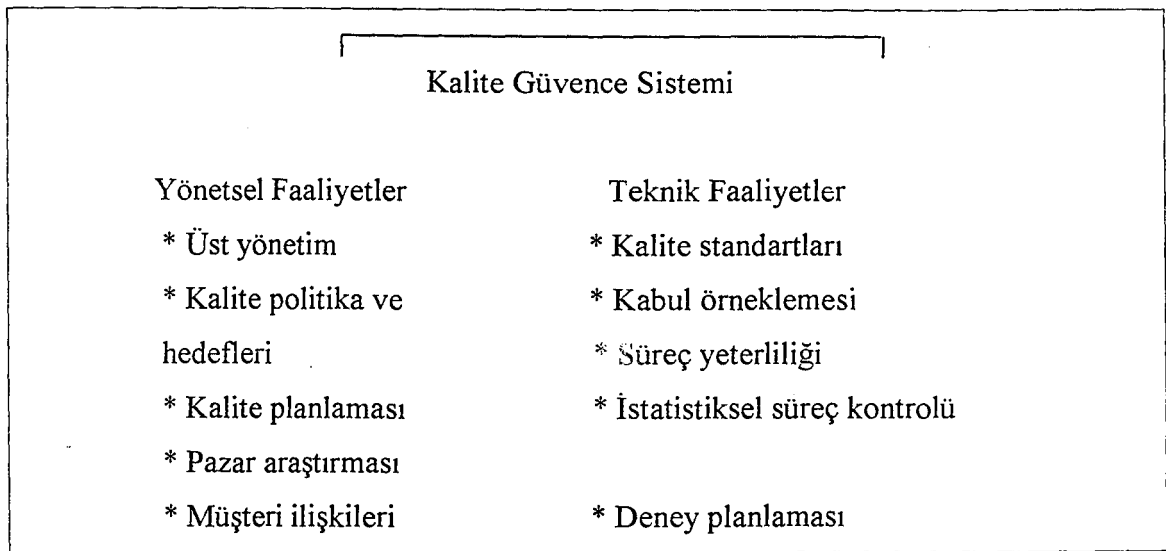 Kalite Güvence Sistemi
Yönetsel Faaliyetler
* Üst yönetim
* Kalite politika ve
hedefleri
* Kalite planlaması
* Pazar araştırması
* Müşteri ilişkileri
Teknik Faaliyetler
* Kalite standartları
* Kabul örneklemesi
* Süreç yeterliliği
* İstatistiksel süreç kontrolü
* Deney planlaması